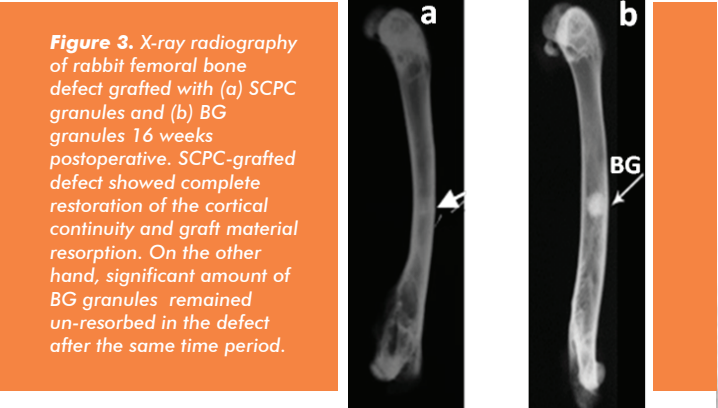 Figure 3. X-ray radiography
of rabbit femoral bone
defect grafted with (a) SCPC
granules and (b) BG
granules 16 weeks
postoperative. SCPC-grafted
defect showed complete
restoration of the cortical
continuity and graft material
resorption. On the other
hand, significant amount of
BG granules remained
un-resorbed in the defect
after the same time period.
a
b
BG